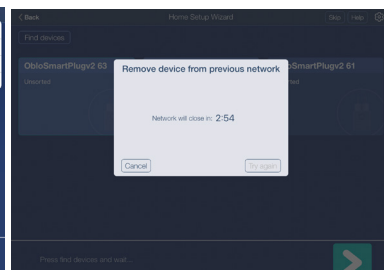 Back
Home Setup Wizard
Skip
Help
Find devices
ObloSmartPlugv2 63
Unsorted
Remove device from previous network
oSmartPlugv2 61
Network will close in: 2:54
Cancel
Try again
Press find devices and wait...